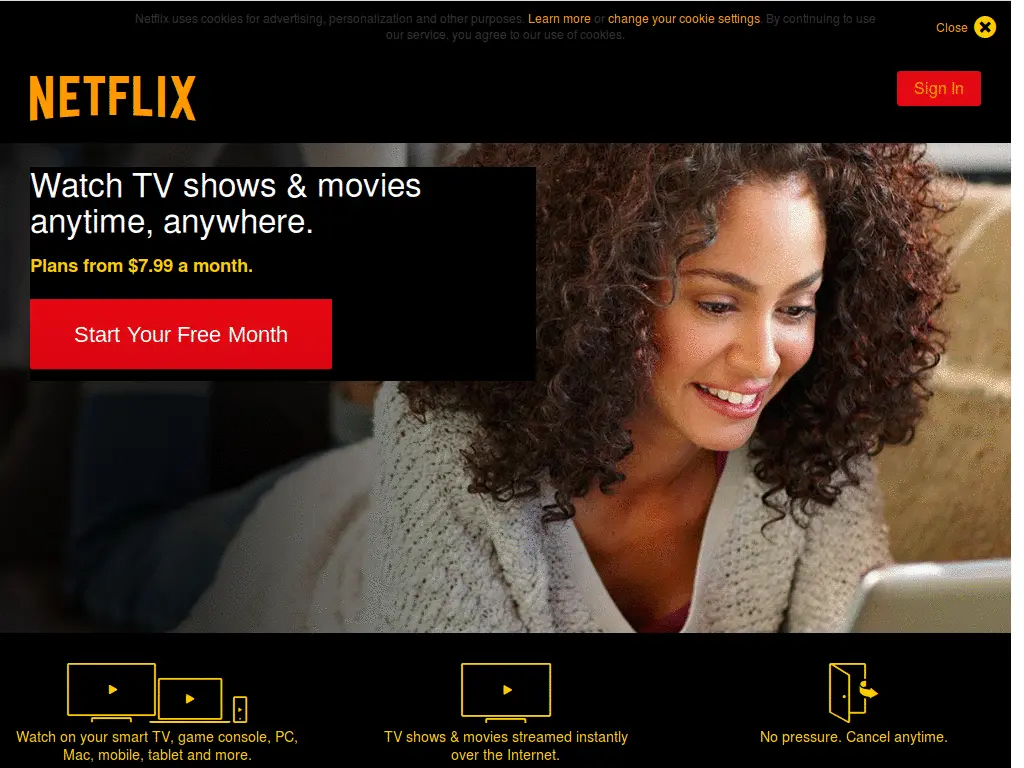 Netflix uses cookies for advertising, personalization and other purposes. Learn more or change your cookie settings. By continuing to use
our service, you agree to our use of cookies.
Close
NETFLIX
Sign In
Watch TV shows & movies
anytime, anywhere.
Plans from $7.99 a month.
Start Your Free Month
Watch on your smart TV, game console, PC,
Mac, mobile, tablet and more.
TV shows & movies streamed instantly
over the Internet.
No pressure. Cancel anytime.